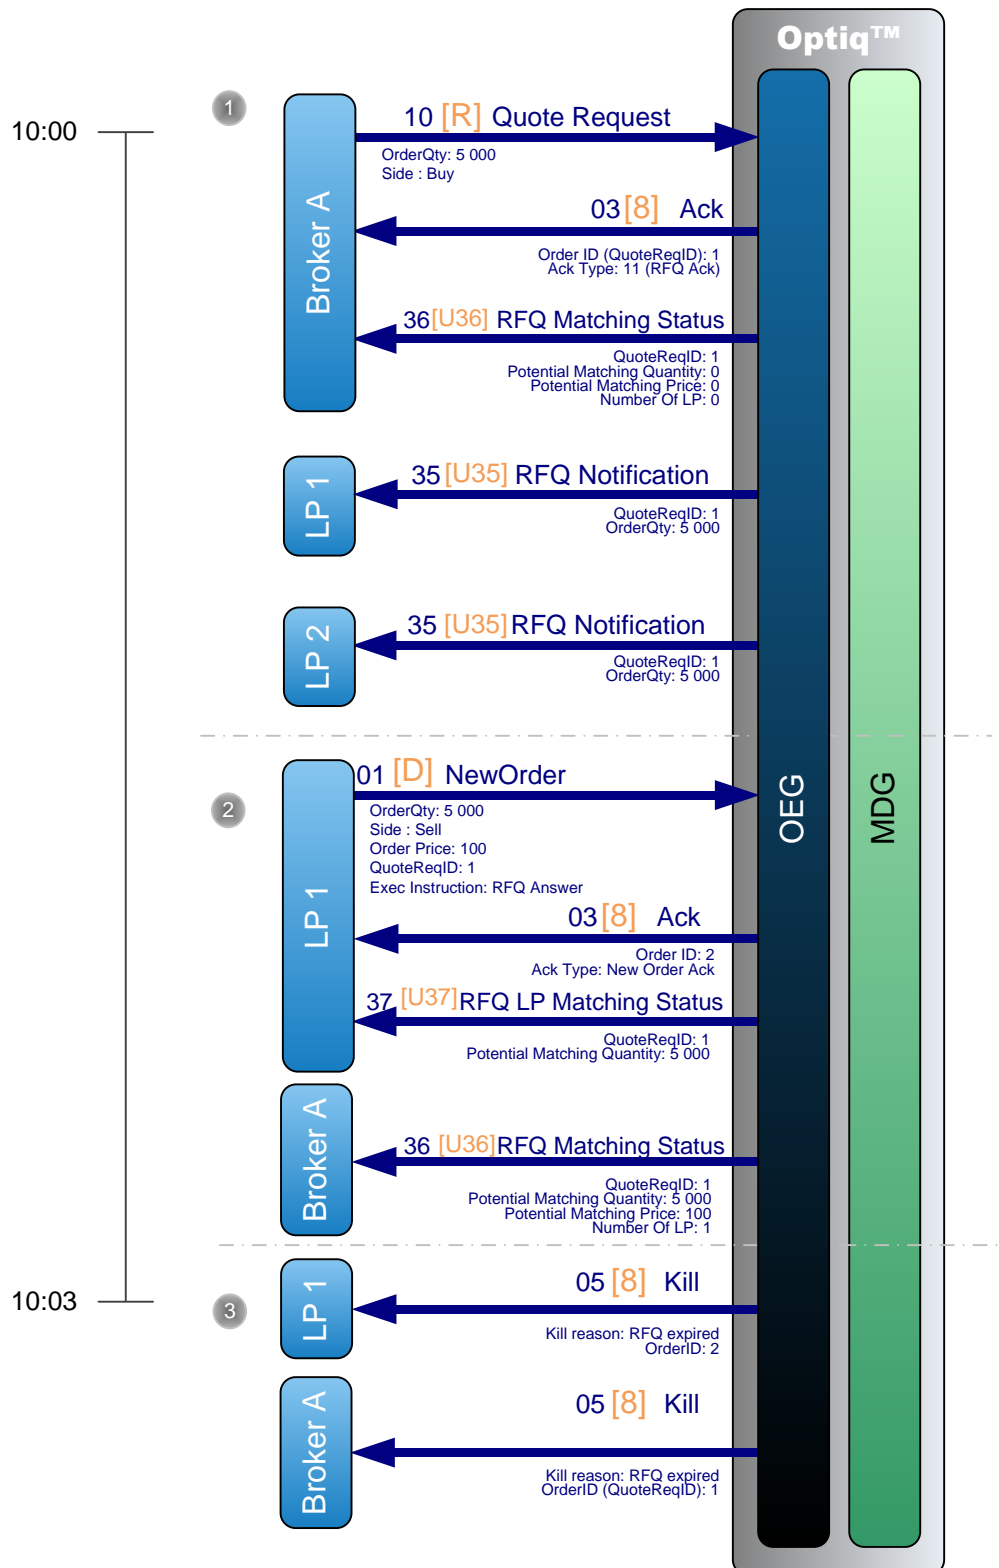 Optiq™
1
10:00
Broker A
10 [R] Quote Request
OrderQty: 5 000
Side : Buy
03 [8] Ack
Order ID (QuoteReqID): 1
Ack Type: 11 (RFQ Ack)
36 [U36] RFQ Matching Status
QuoteReqID: 1
Potential Matching Quantity: 0
Potential Matching Price: 0
Number Of LP: 0
LP 1
35 [U35] RFQ Notification
QuoteReqID: 1
OrderQty: 5 000
LP 2
35 [U35] RFQ Notification
QuoteReqID: 1
OrderQty: 5 000
OEG
MDG
2
LP 1
01 [D] NewOrder
OrderQty: 5 000
Side : Sell
Order Price: 100
QuoteReqID: 1
Exec Instruction: RFQ Answer
03 [8] Ack
Order ID: 2
Ack Type: New Order Ack
37 [U37] RFQ LP Matching Status
QuoteReqID: 1
Potential Matching Quantity: 5 000
Broker A
36 [U36] RFQ Matching Status
QuoteReqID: 1
Potential Matching Quantity: 5 000
Potential Matching Price: 100
Number Of LP: 1
10:03
3
LP 1
05 [8] Kill
Kill reason: RFQ expired
OrderID: 2
Broker A
05 [8] Kill
Kill reason: RFQ expired
OrderID (QuoteReqID): 1